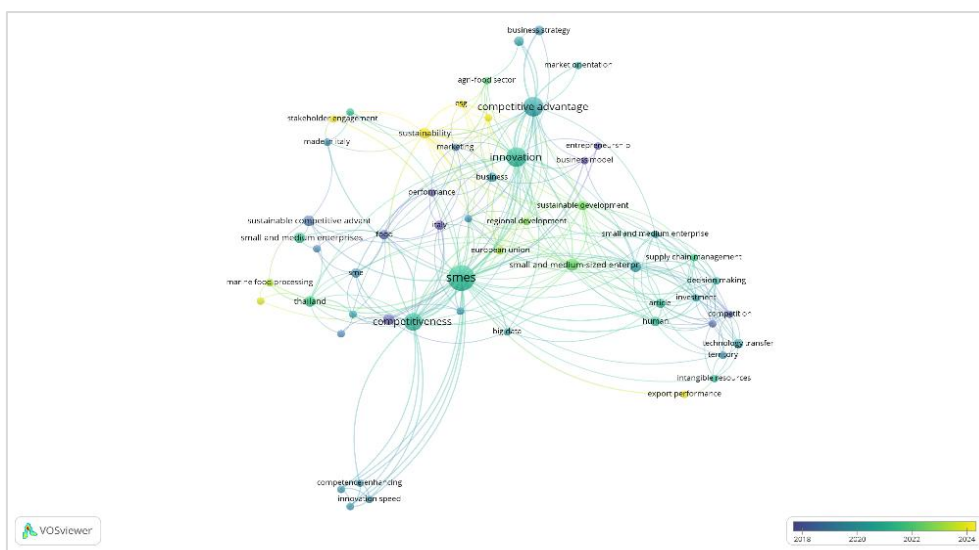 business strategy
market orientation
agri-food sector
esg
competitive advantage
stakeholder engagement
sustainability
made in italy
marketing
entrepreneurship
innovation
business model
business
performance
sustainable development
sustainable competitive advant
regional development
italy
food
small and medium enterprises
small and medium enterprise
european union
supply chain management
small and medium-sized enterpr
sme
smes
decision making
marine food processing
investment
thailand
article
competition
competitiveness
human
big data
technology transfer
territory
intangible resources
export performance
competence enhancing
innovation speed
VOSviewer
2018 2020 2022 2024